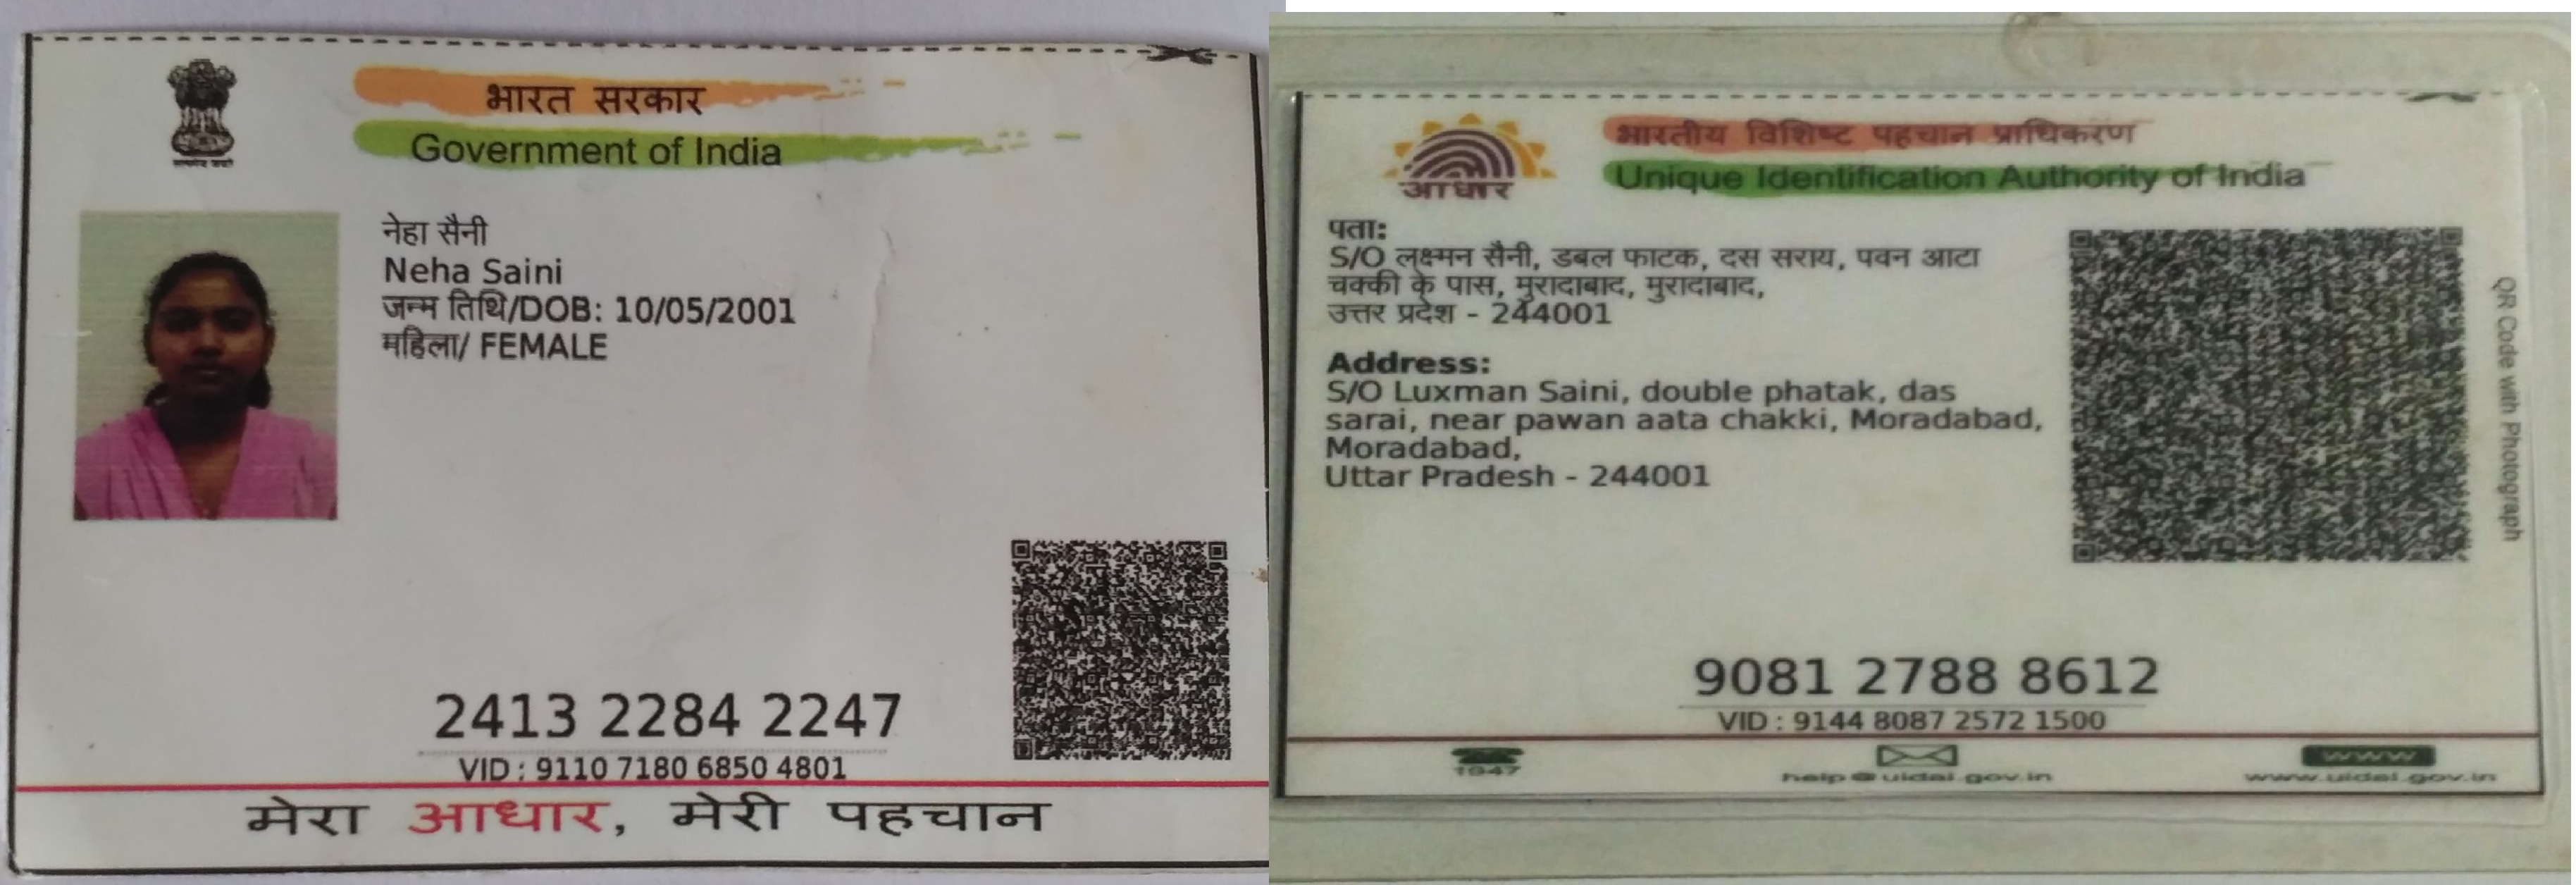 भारत सरकार
Government of India
नेहा सैनी
Neha Saini
जन्म तिथि/DOB: 10/05/2001
महिला/ FEMALE
2413 2284 2247
VID : 9110 7180 6850 4801
मेरा आधार, मेरी पहचान
आधार
भारतीय विशिष्ट पहचान प्राधिकरण
Unique Identification Authority of India
पता:
S/O लक्ष्मन सैनी, डबल फाटक, दस सराय, पवन आटा
चक्की के पास, मुरादाबाद, मुरादाबाद,
उत्तर प्रदेश - 244001
Address:
S/O Luxman Saini, double phatak, das
sarai, near pawan aata chakki, Moradabad,
Moradabad,
Uttar Pradesh - 244001
QR Code with Photograph
9081 2788 8612
VID : 9144 8087 2572 1500
1947
help@uidai.gov.in
www
www.uidai.gov.in